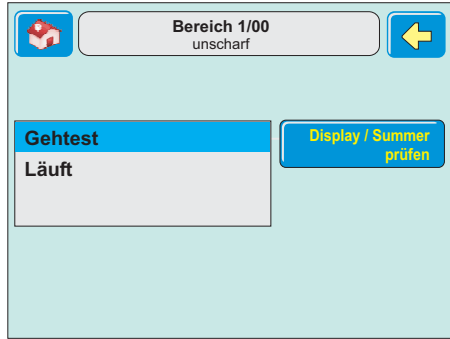 Bereich 1/00
unscharf
Gehtest
Display / Summer
prüfen
Läuft